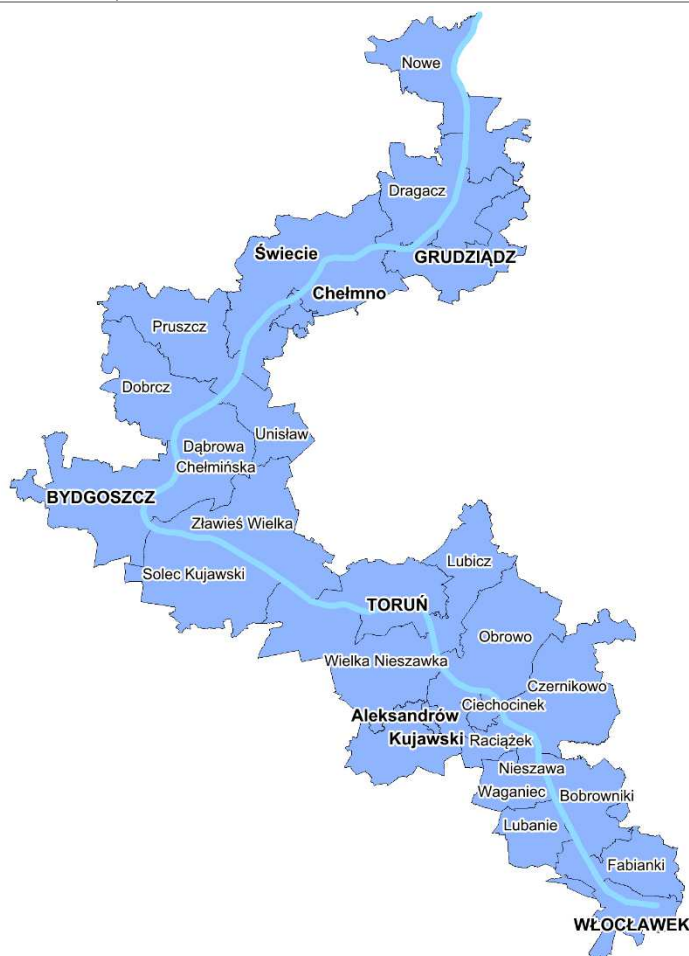 Nowe
Dragacz
Świecie
GRUDZIĄDZ
Chełmno
Pruszcz
Dobrcz
Unisław
Dąbrowa
Chełmińska
BYDGOSZCZ
Zławieś Wielka
Lubicz
Solec Kujawski
TORUŃ
Obrowo
Wielka Nieszawka
Czernikowo
Ciechocinek
Aleksandrów
Kujawski
Raciążek
Nieszawa
Waganiec
Bobrowniki
Lubanie
Fabianki
WŁOCŁAWEK